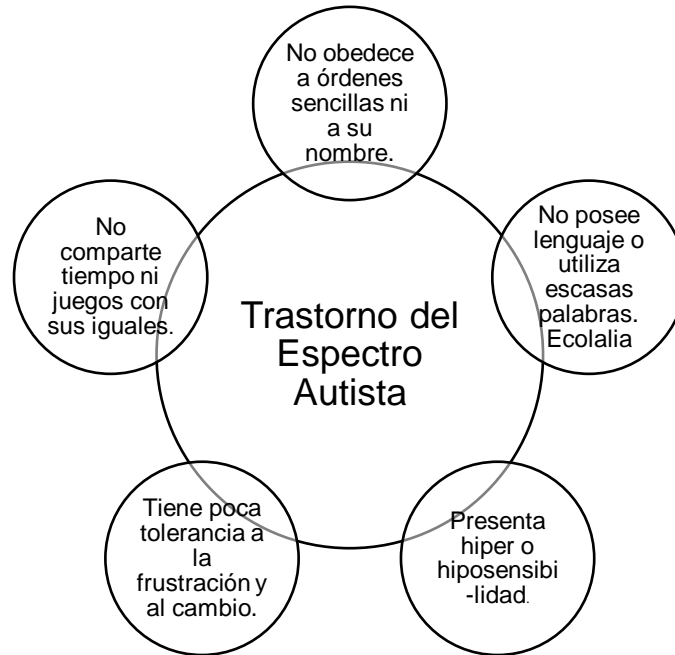 No obedece
a órdenes
sencillas ni
a su
nombre.
No posee
lenguaje o
utiliza
escasas
palabras.
Ecolalia
Presenta
hiper o
hiposensibi
-lidad.
Tiene poca
tolerancia a
la
frustración y
al cambio.
No
comparte
tiempo ni
juegos con
sus iguales.
Trastorno del
Espectro
Autista